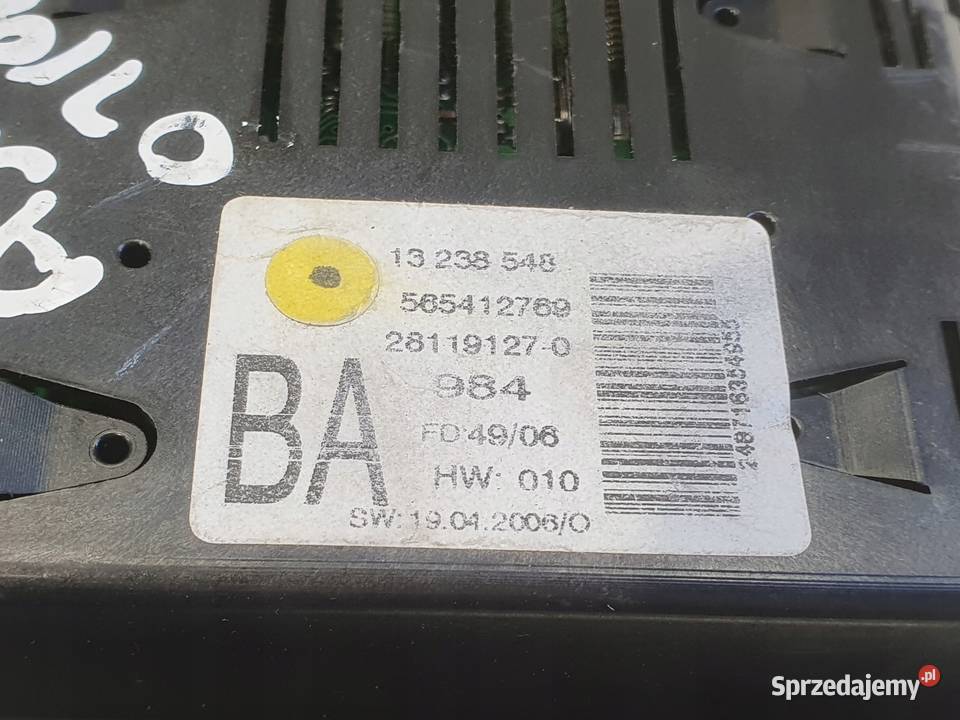 13 238 548
565412769
28119127-0
984
BA
FD:49/06
HW: 010
SW: 19.04.2006/O
Sprzedajemy.pl